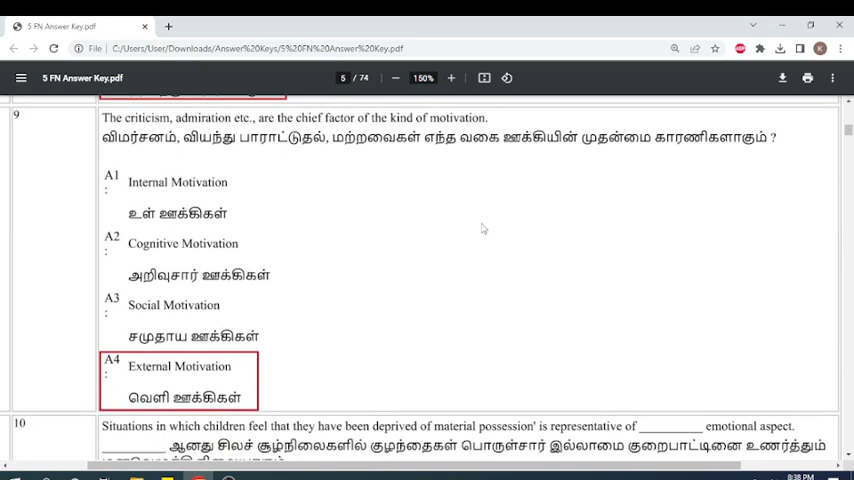 5 FN Answer Key.pdf
File
C:/Users/User/Downloads/Answer%20Keys/5%20FN%20Answer%20Key.pdf
ABP
K
5 FN Answer Key.pdf
5 / 74
150%
9
The criticism, admiration etc., are the chief factor of the kind of motivation.
விமர்சனம், வியந்து பாராட்டுதல், மற்றவைகள் எந்த வகை ஊக்கியின் முதன்மை காரணிகளாகும் ?
A1
:
Internal Motivation
உள் ஊக்கிகள்
A2
:
Cognitive Motivation
அறிவுசார் ஊக்கிகள்
A3
:
Social Motivation
சமுதாய ஊக்கிகள்
A4
:
External Motivation
வெளி ஊக்கிகள்
10
Situations in which children feel that they have been deprived of material possession' is representative of __________ emotional aspect.
__________ ஆனது சிலச் சூழ்நிலைகளில் குழந்தைகள் பொருள்சார் இல்லாமை குறைபாட்டினை உணர்த்தும்
8:38 PM